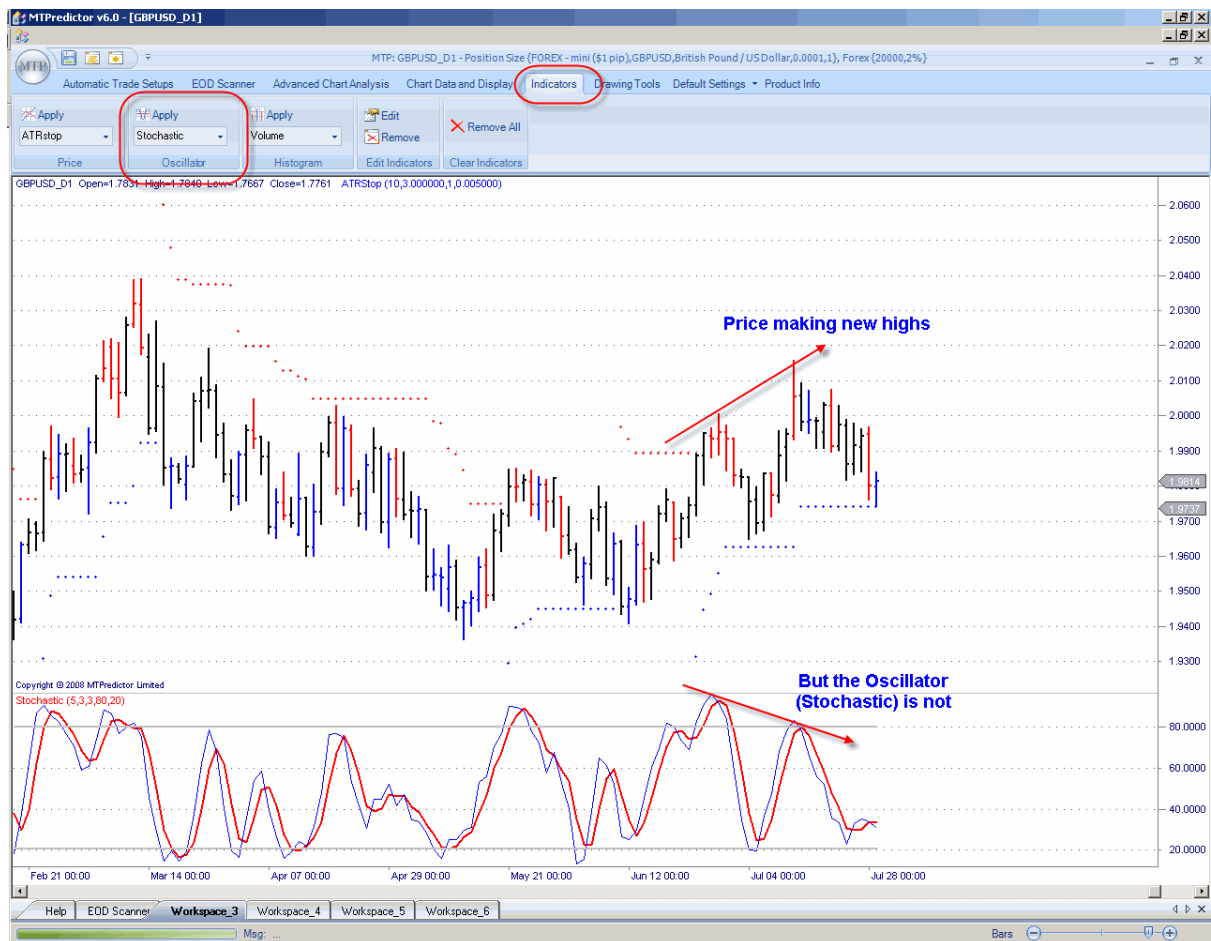 MTPredictor v6.0 - [GBPUSD_D1]
MTP
MTP: GBPUSD_D1 - Position Size {FOREX - mini ($1 pip),GBPUSD,British Pound / US Dollar,0.0001,1}, Forex {20000,2%}
Automatic Trade Setups EOD Scanner Advanced Chart Analysis Chart Data and Display Indicators Drawing Tools Default Settings Product Info
Apply Apply Apply Edit
ATRstop Stochastic Volume Remove Remove All
Price Oscillator Histogram Edit Indicators Clear Indicators
GBPUSD_D1 Open=1.7831 High=1.7840 Low=1.7667 Close=1.7761 ATRStop (10,3.000000,1,0.005000)
2.0600
2.0500
2.0400
2.0300
Price making new highs
2.0200
2.0100
2.0000
1.9900
1.9814
1.9737
1.9700
1.9600
1.9500
1.9400
1.9300
Copyright @ 2008 MTPredictor Limited
But the Oscillator
(Stochastic) is not
Stochastic (5,3,3,80,20)
80.0000
60.0000
40.0000
20.0000
Feb 21 00:00 Mar 14 00:00 Apr 07 00:00 Apr 29 00:00 May 21 00:00 Jun 12 00:00 Jul 04 00:00 Jul 28 00:00
Help EOD Scanner Workspace_3 Workspace_4 Workspace_5 Workspace_6
Msg: ... Bars